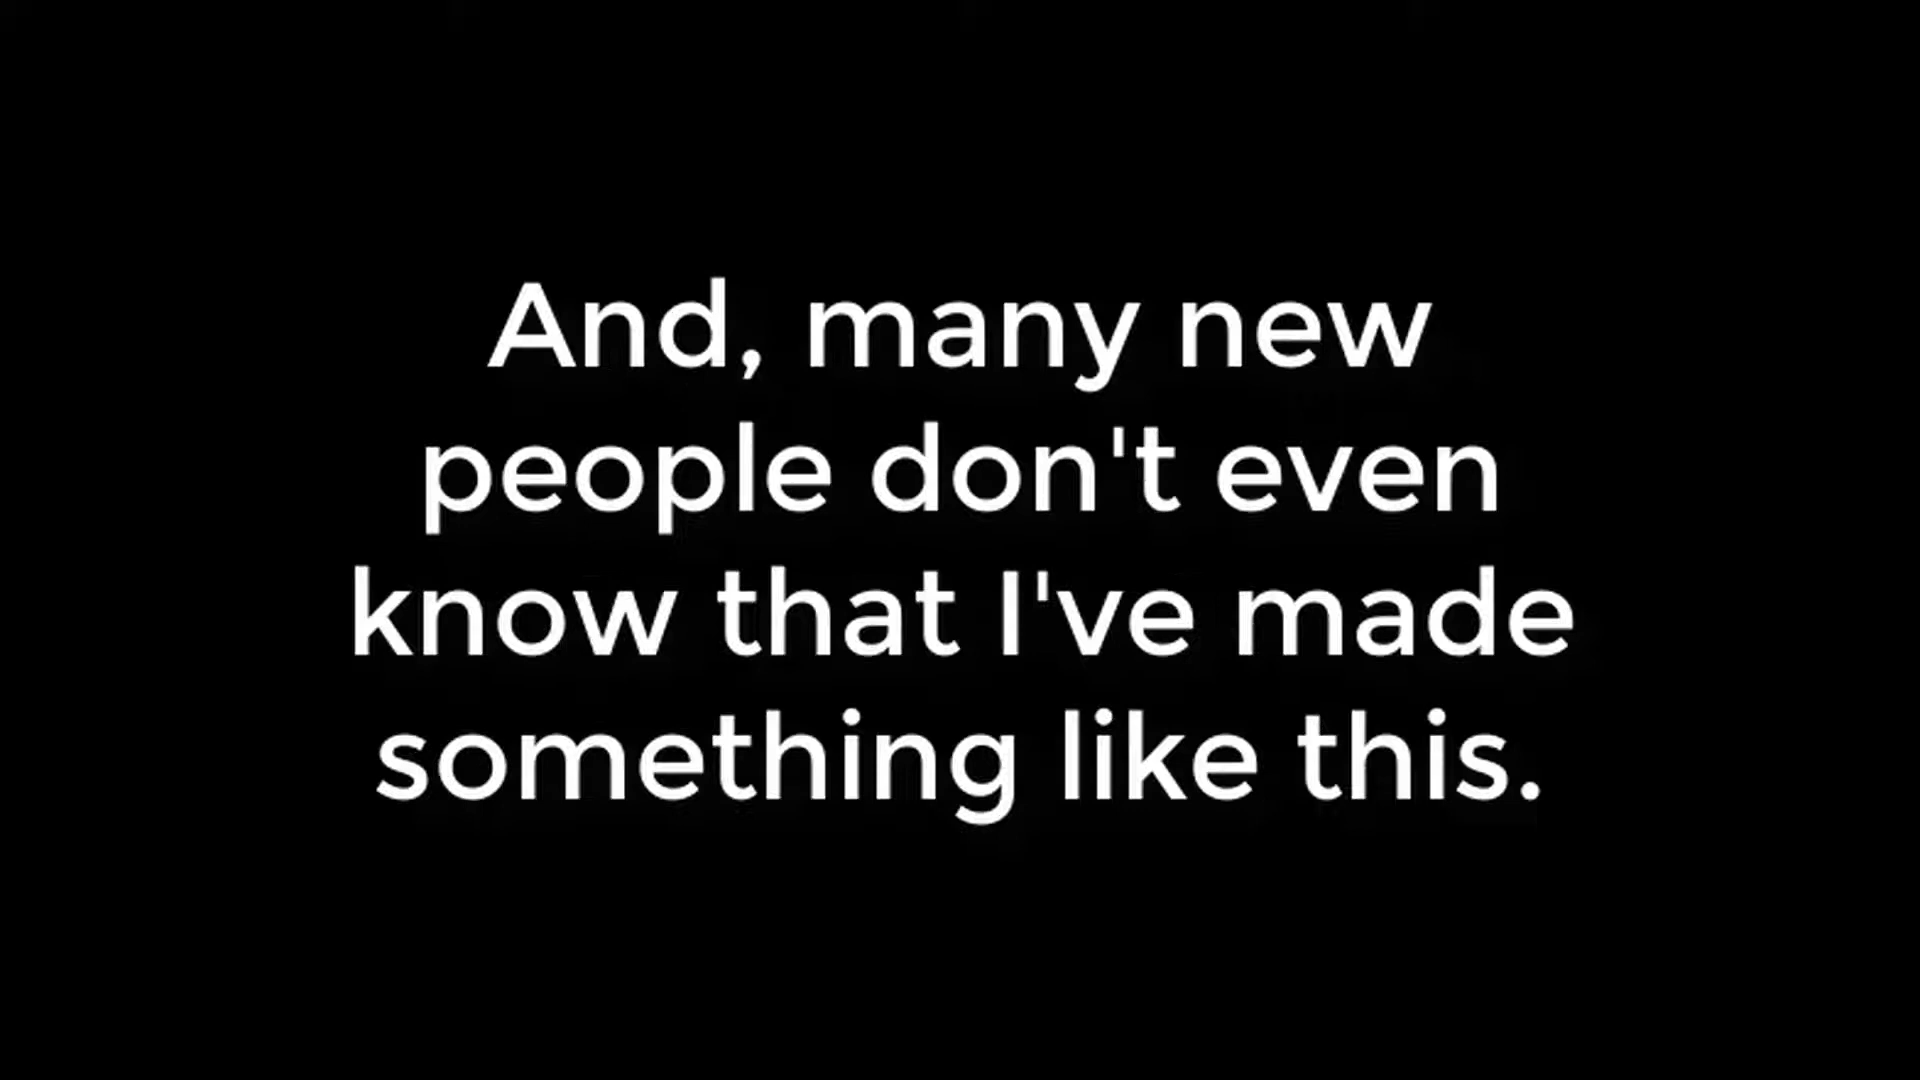 And, many new
people don't even
know that I've made
something like this.